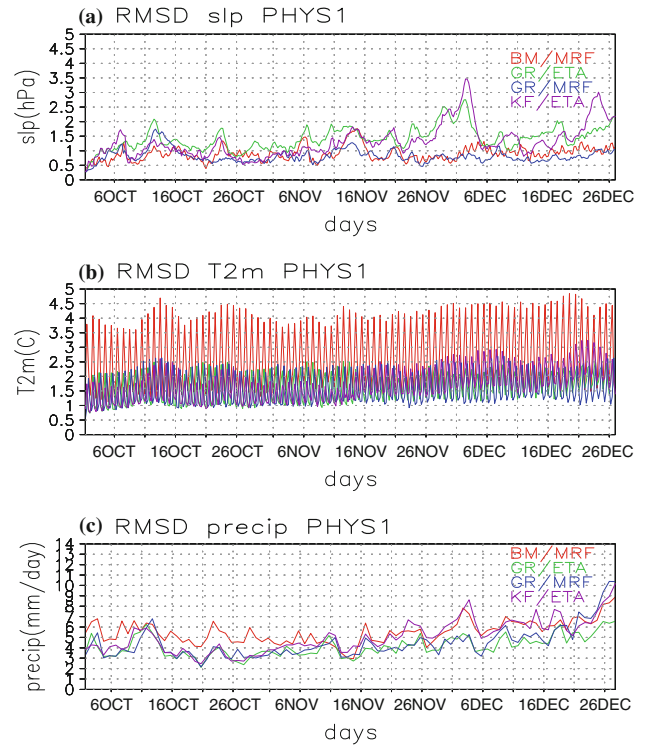 (a) RMSD slp PHYS1
5
4.5
4
3.5
3
2.5
2
1.5
1
0.5
0
slp(hPa)
BM/MRF
GR/ETA
GR/MRF
KF/ETA
6OCT 16OCT 26OCT 6NOV 16NOV 26NOV 6DEC 16DEC 26DEC
days
(b) RMSD T2m PHYS1
5
4.5
4
3.5
3
2.5
2
1.5
1
0.5
0
T2m(C)
6OCT 16OCT 26OCT 6NOV 16NOV 26NOV 6DEC 16DEC 26DEC
days
(c) RMSD precip PHYS1
14
13
12
11
10
9
8
7
6
5
4
3
2
1
0
precip(mm/day)
BM/MRF
GR/ETA
GR/MRF
KF/ETA
6OCT 16OCT 26OCT 6NOV 16NOV 26NOV 6DEC 16DEC 26DEC
days